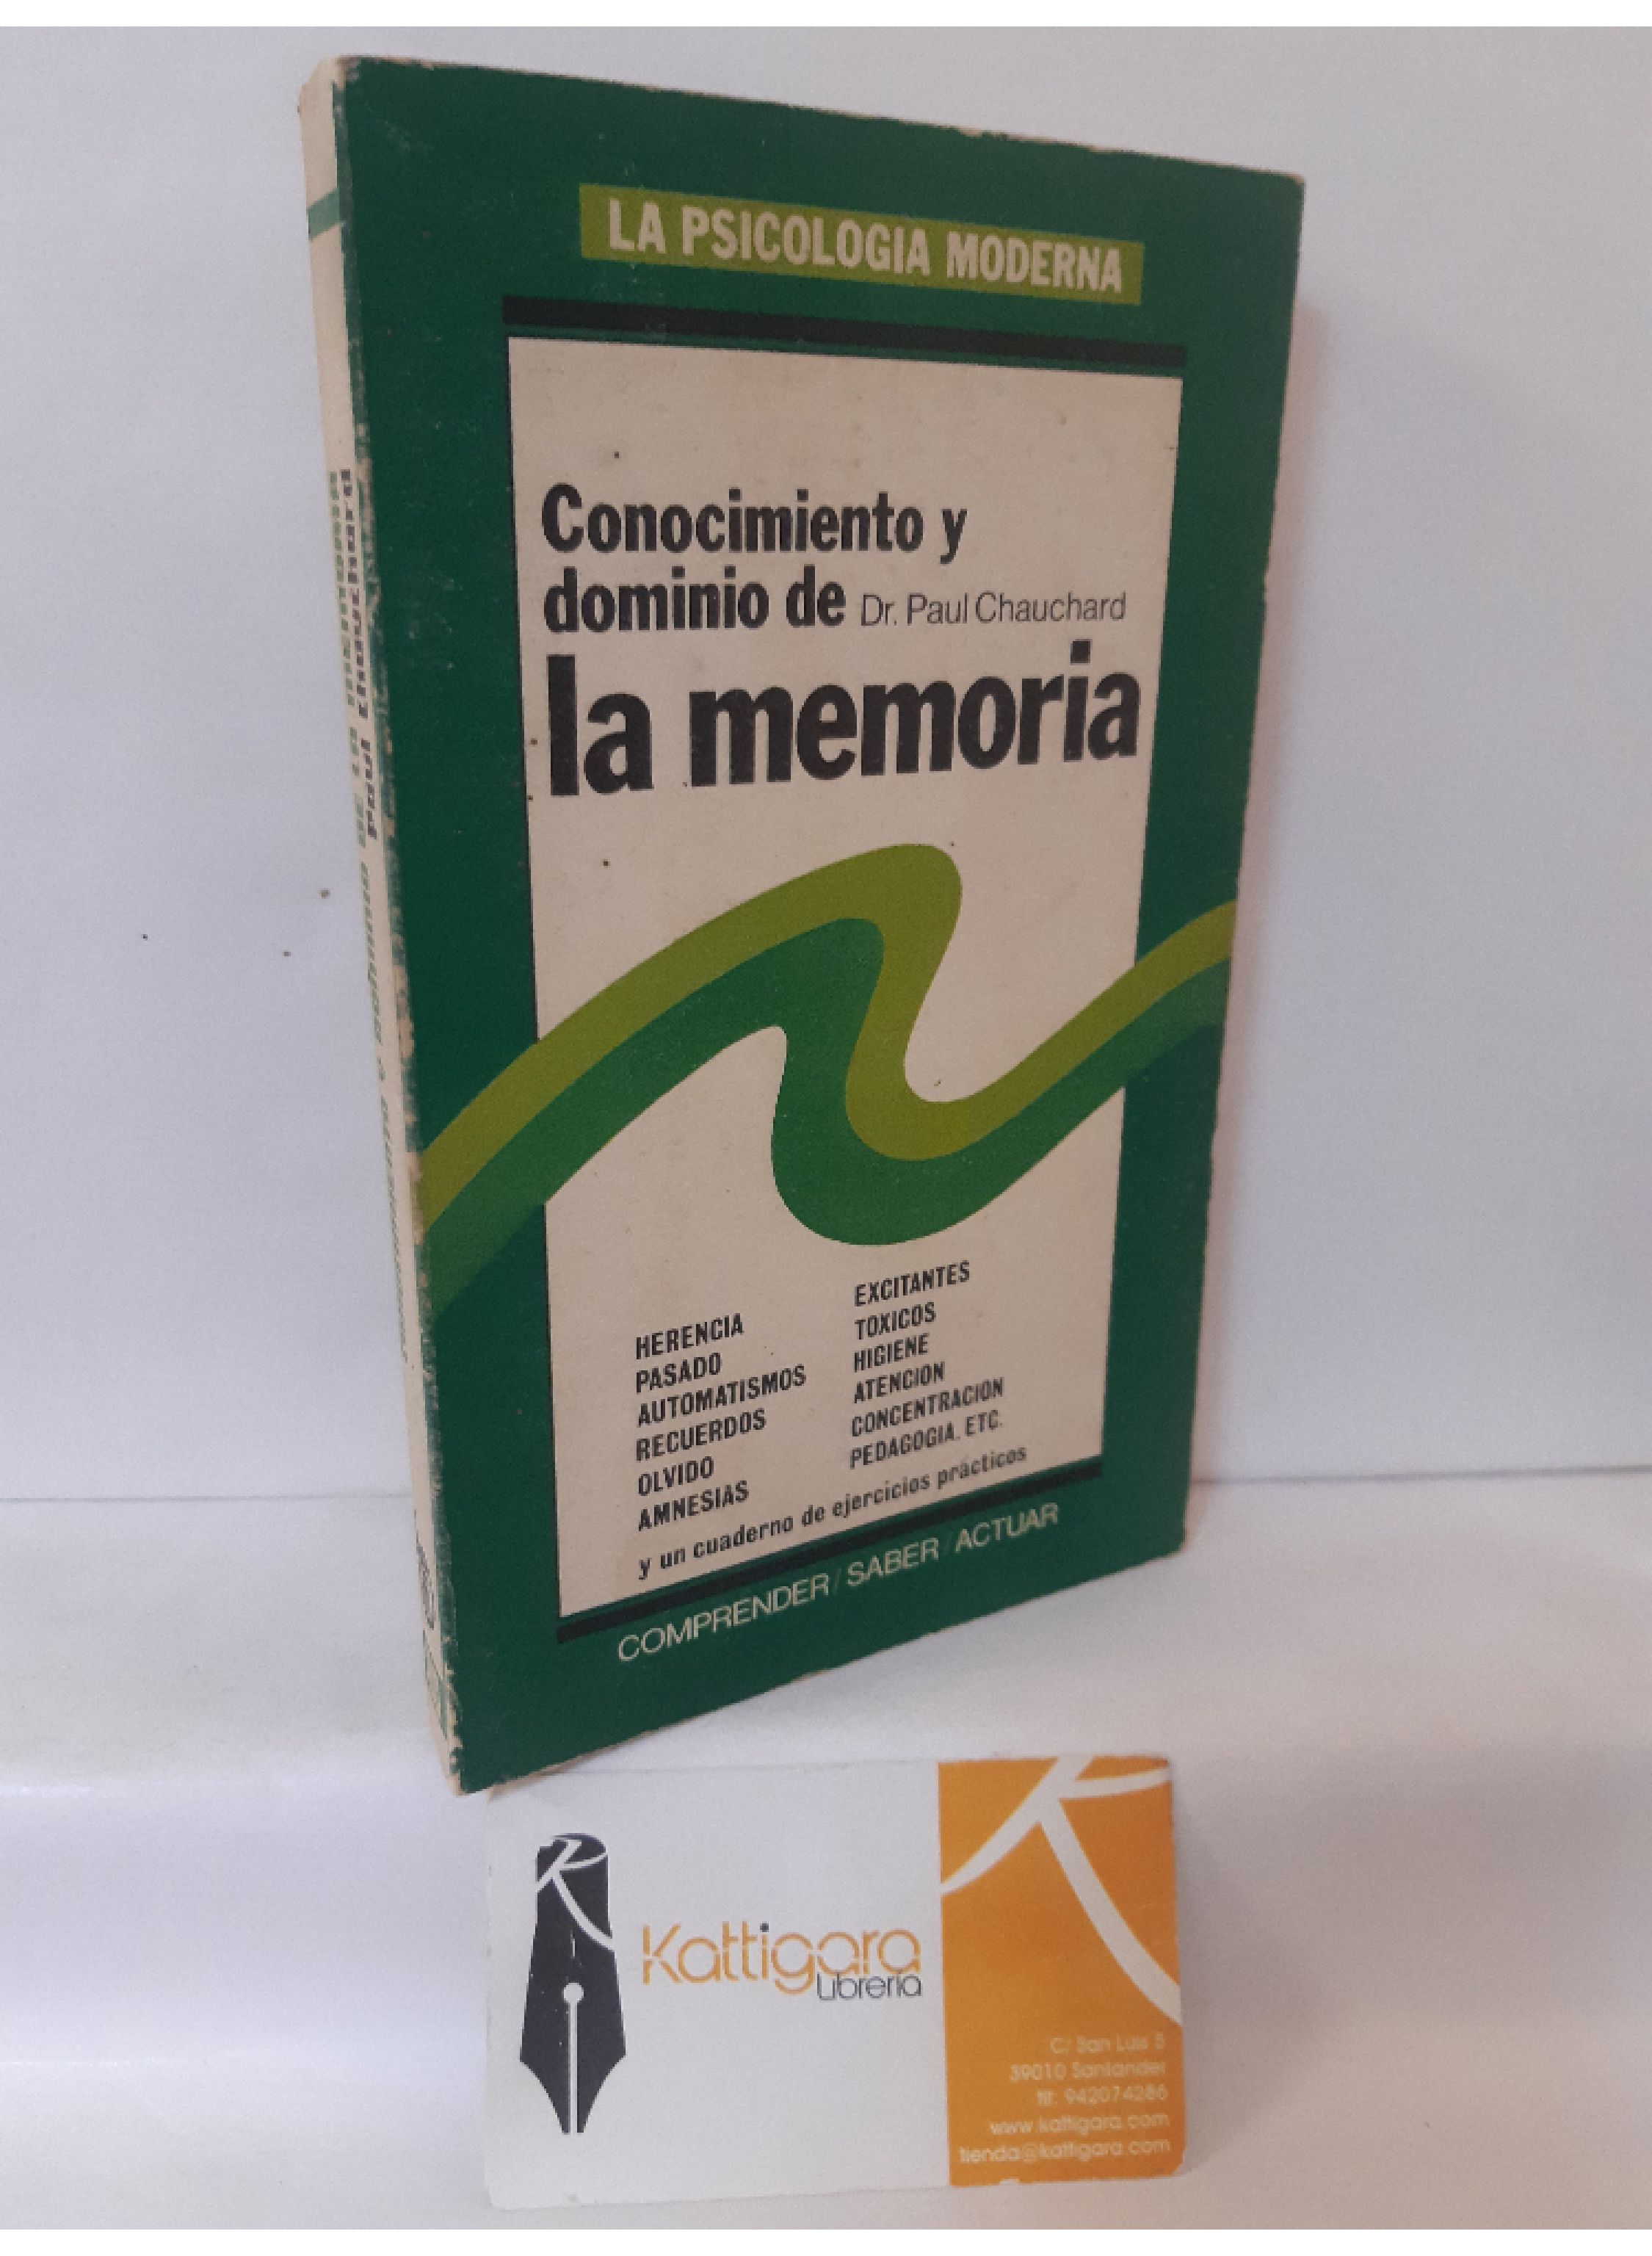 LA PSICOLOGIA MODERNA
Conocimiento y
dominio de Dr. Paul Chauchard
la memoria
HERENCIA
PASADO
AUTOMATISMOS
RECUERDOS
OLVIDO
AMNESIAS
EXCITANTES
TOXICOS
HIGIENE
ATENCION
CONCENTRACION
PEDAGOGIA. ETC.
y un cuaderno de ejercicios prácticos
COMPRENDER / SABER / ACTUAR
Paul Chauchard
Kattigara
Librería
C/ San Luis 5
39010 Santander
tlf: 942074286
www.kattigara.com
tienda@kattigara.com